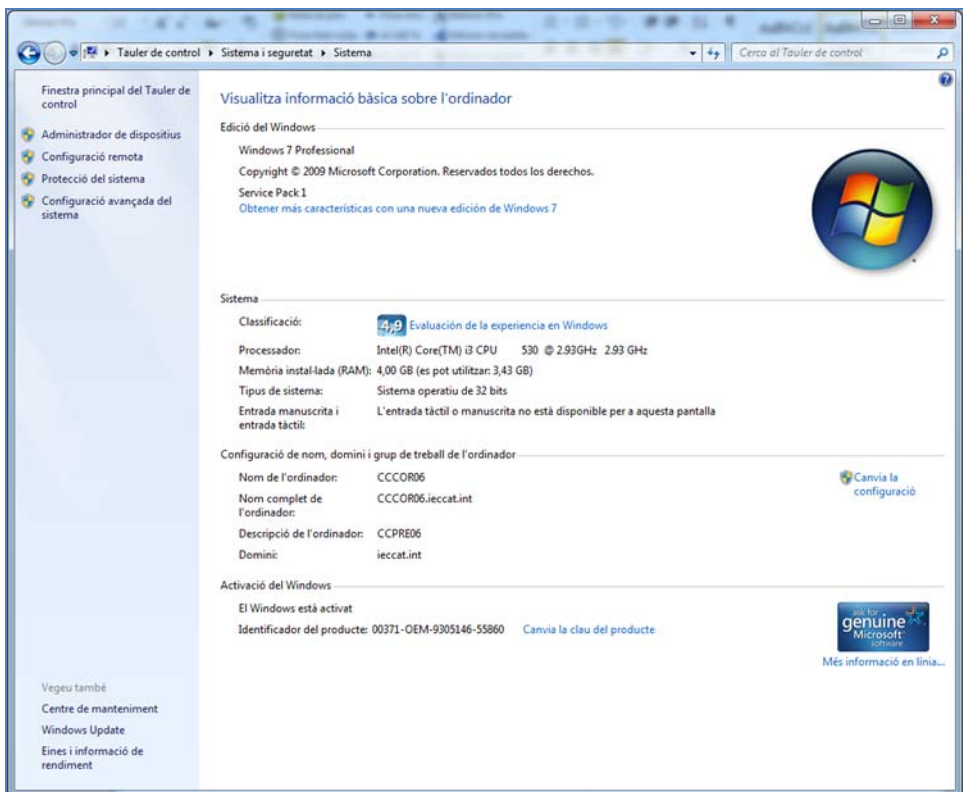 Tauler de control ▸ Sistema i seguretat ▸ Sistema
Cerca al Tauler de control
Finestra principal del Tauler de
control
Administrador de dispositius
Configuració remota
Protecció del sistema
Configuració avançada del
sistema
Visualitza informació bàsica sobre l'ordinador
Edició del Windows
Windows 7 Professional
Copyright © 2009 Microsoft Corporation. Reservados todos los derechos.
Service Pack 1
Obtener más características con una nueva edición de Windows 7
Sistema
Classificació: 4,9 Evaluación de la experiencia en Windows
Processador: Intel(R) Core(TM) i3 CPU 530 @ 2.93GHz 2.93 GHz
Memòria instal·lada (RAM): 4,00 GB (es pot utilitzar: 3,43 GB)
Tipus de sistema: Sistema operatiu de 32 bits
Entrada manuscrita i L'entrada tàctil o manuscrita no està disponible per a aquesta pantalla
entrada tàctil:
Configuració de nom, domini i grup de treball de l'ordinador
Nom de l'ordinador: CCCOR06
Canvia la
configuració
Nom complet de CCCOR06.ieccat.int
l'ordinador:
Descripció de l'ordinador: CCPRE06
Domini: ieccat.int
Activació del Windows
El Windows està activat
Identificador del producte: 00371-OEM-9305146-55860 Canvia la clau del producte
ask for
genuine
Microsoft
software
Més informació en línia...
Vegeu també
Centre de manteniment
Windows Update
Eines i informació de
rendiment